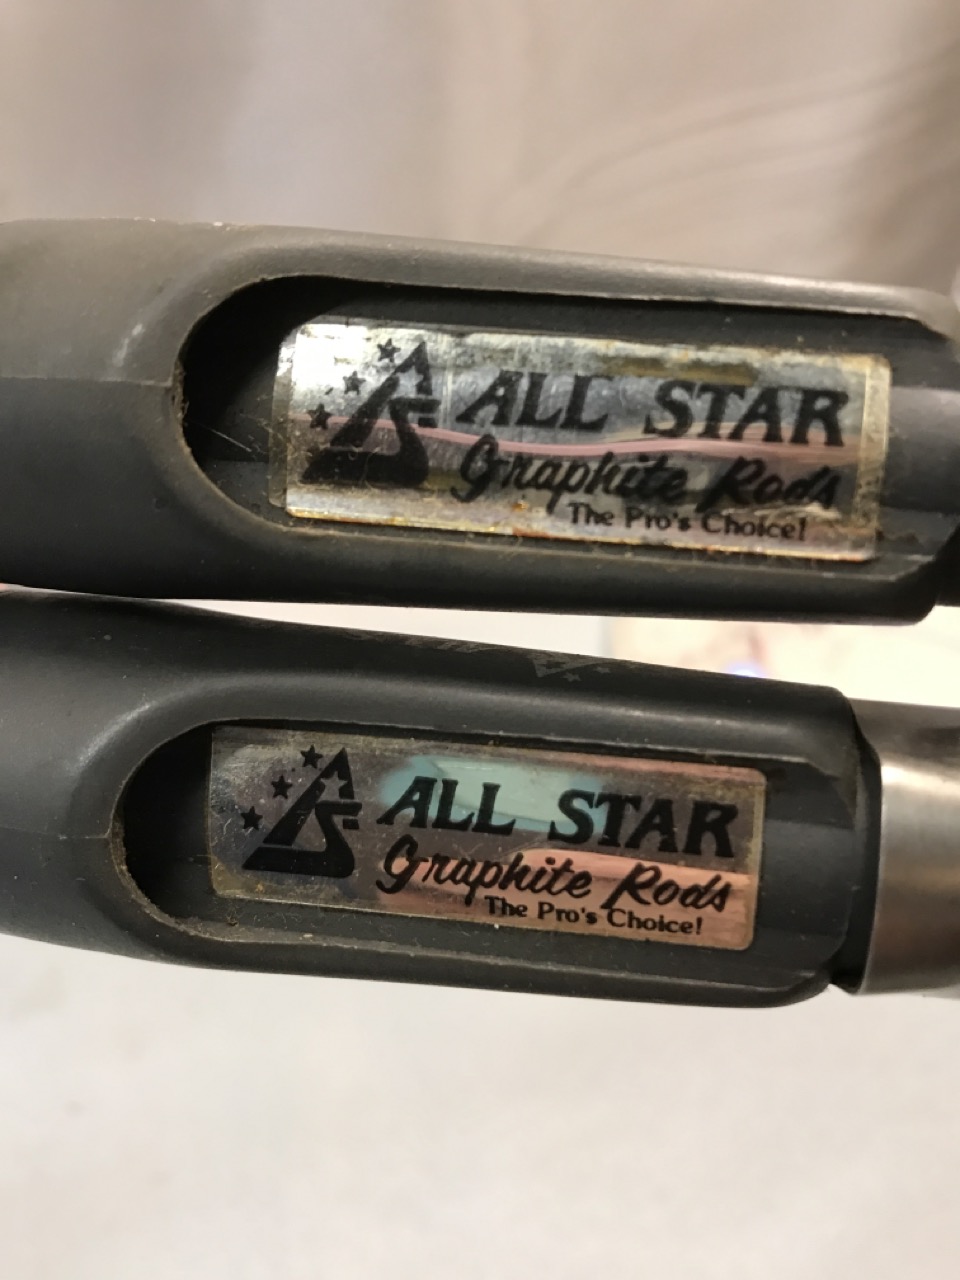 ALL STAR
Graphite Rods
The Pro's Choice!
ALL STAR
Graphite Rods
The Pro's Choice!